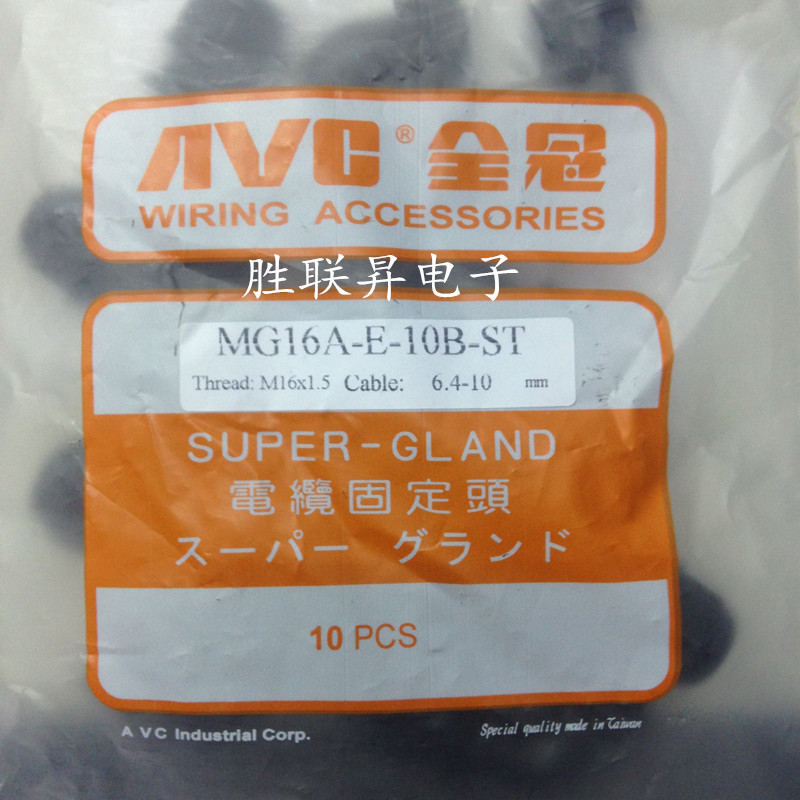 AVC® 全冠
WIRING ACCESSORIES
胜联昇电子
MG16A-E-10B-ST
Thread: M16x1.5 Cable: 6.4-10 mm
SUPER-GLAND
電纜固定頭
スーパー グランド
10 PCS
A V C Industrial Corp.
Special quality made in Taiwan